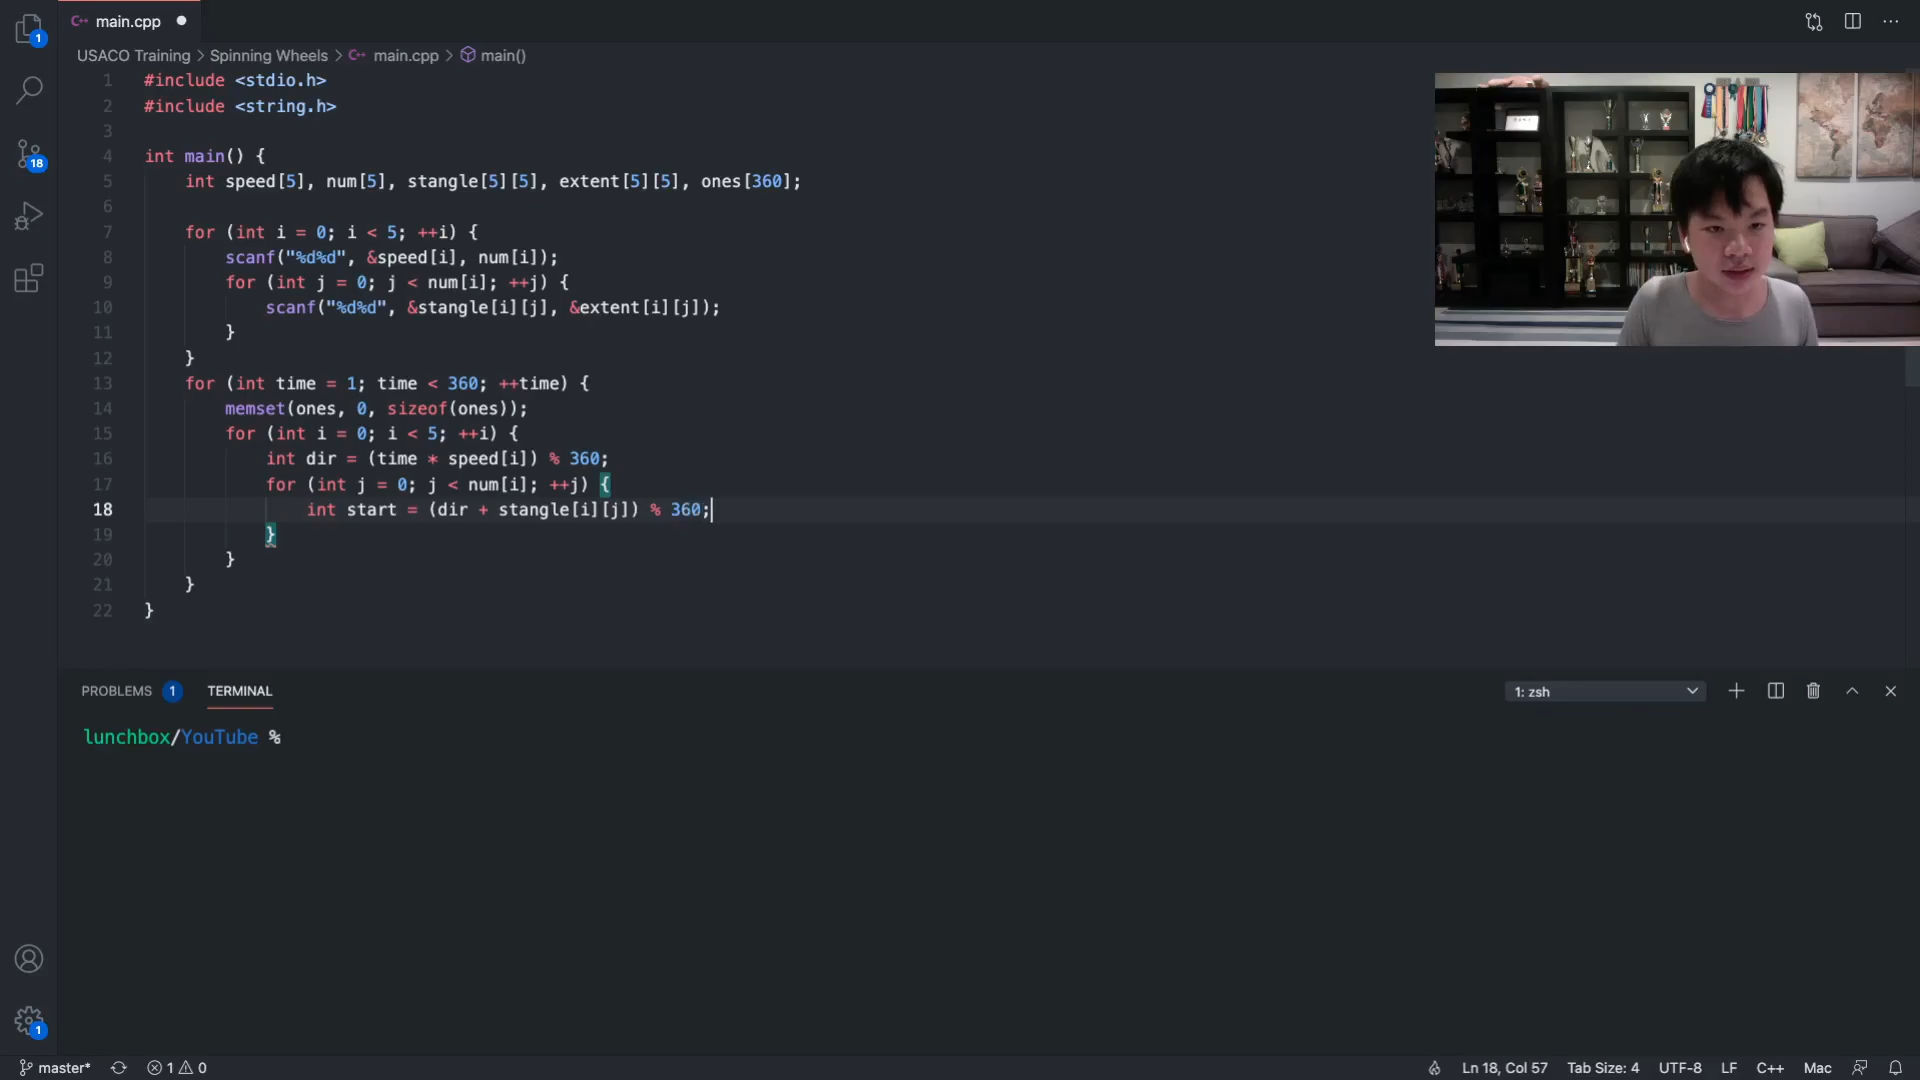 main.cpp
USACO Training > Spinning Wheels > main.cpp > main()
1 #include <stdio.h>
2 #include <string.h>
3
4 int main() {
5 int speed[5], num[5], stangle[5][5], extent[5][5], ones[360];
6
7 for (int i = 0; i < 5; ++i) {
8 scanf("%d%d", &speed[i], num[i]);
9 for (int j = 0; j < num[i]; ++j) {
10 scanf("%d%d", &stangle[i][j], &extent[i][j]);
11 }
12 }
13 for (int time = 1; time < 360; ++time) {
14 memset(ones, 0, sizeof(ones));
15 for (int i = 0; i < 5; ++i) {
16 int dir = (time * speed[i]) % 360;
17 for (int j = 0; j < num[i]; ++j) {
18 int start = (dir + stangle[i][j]) % 360;
19 }
20 }
21 }
22 }
1
18
PROBLEMS 1 TERMINAL 1: zsh
lunchbox/YouTube %
1
master* 1 0 Ln 18, Col 57 Tab Size: 4 UTF-8 LF C++ Mac